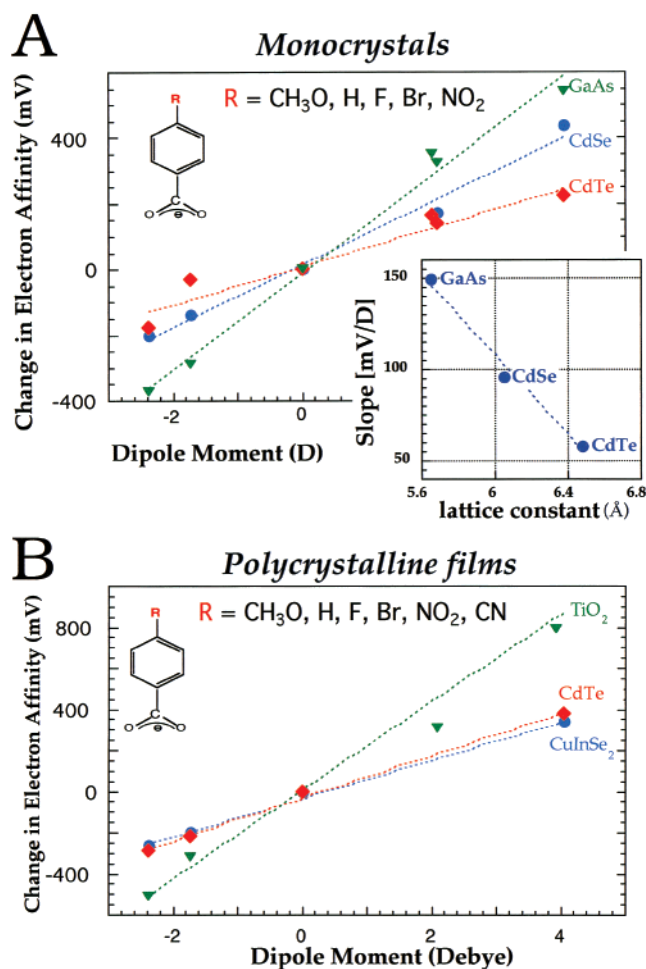 A
Monocrystals
Change in Electron Affinity (mV)
R = CH₃O, H, F, Br, NO₂
R
C
O
⊖
O
GaAs
CdSe
CdTe
400
0
-400
-2
0
Dipole Moment (D)
Slope [mV/D]
150
100
50
GaAs
CdSe
CdTe
5.6
6
6.4
6.8
lattice constant (Å)
B
Polycrystalline films
Change in Electron Affinity (mV)
R = CH₃O, H, F, Br, NO₂, CN
R
C
O
⊖
O
TiO₂
CdTe
CuInSe₂
800
400
0
-400
-2
0
2
4
Dipole Moment (Debye)